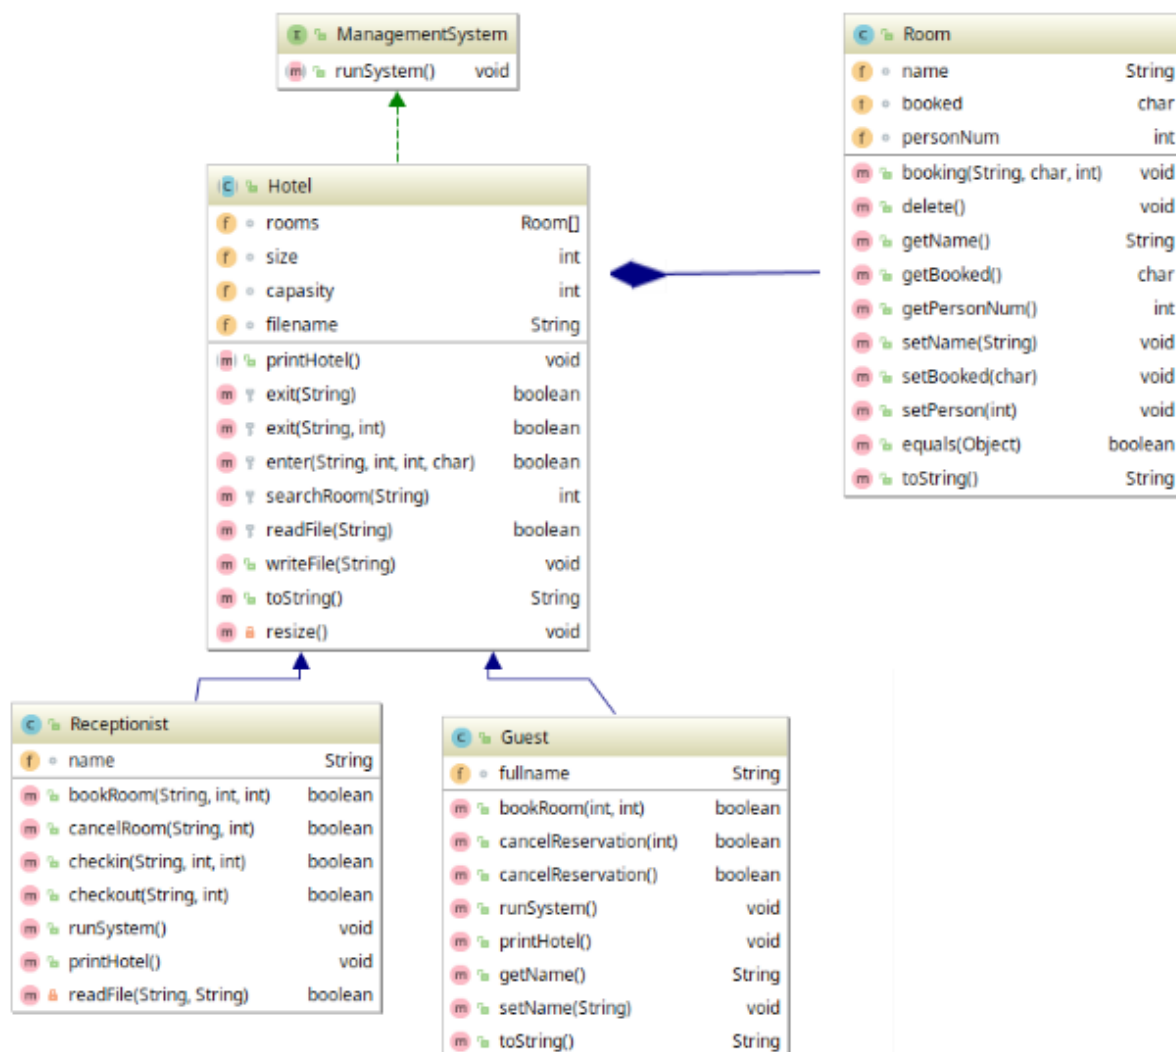 ManagementSystem
runSystem() void
Hotel
rooms Room[]
size int
capasity int
filename String
printHotel() void
exit(String) boolean
exit(String, int) boolean
enter(String, int, int, char) boolean
searchRoom(String) int
readFile(String) boolean
writeFile(String) void
toString() String
resize() void
Room
name String
booked char
personNum int
booking(String, char, int) void
delete() void
getName() String
getBooked() char
getPersonNum() int
setName(String) void
setBooked(char) void
setPerson(int) void
equals(Object) boolean
toString() String
Receptionist
name String
bookRoom(String, int, int) boolean
cancelRoom(String, int) boolean
checkin(String, int, int) boolean
checkout(String, int) boolean
runSystem() void
printHotel() void
readFile(String, String) boolean
Guest
fullname String
bookRoom(int, int) boolean
cancelReservation(int) boolean
cancelReservation() boolean
runSystem() void
printHotel() void
getName() String
setName(String) void
toString() String